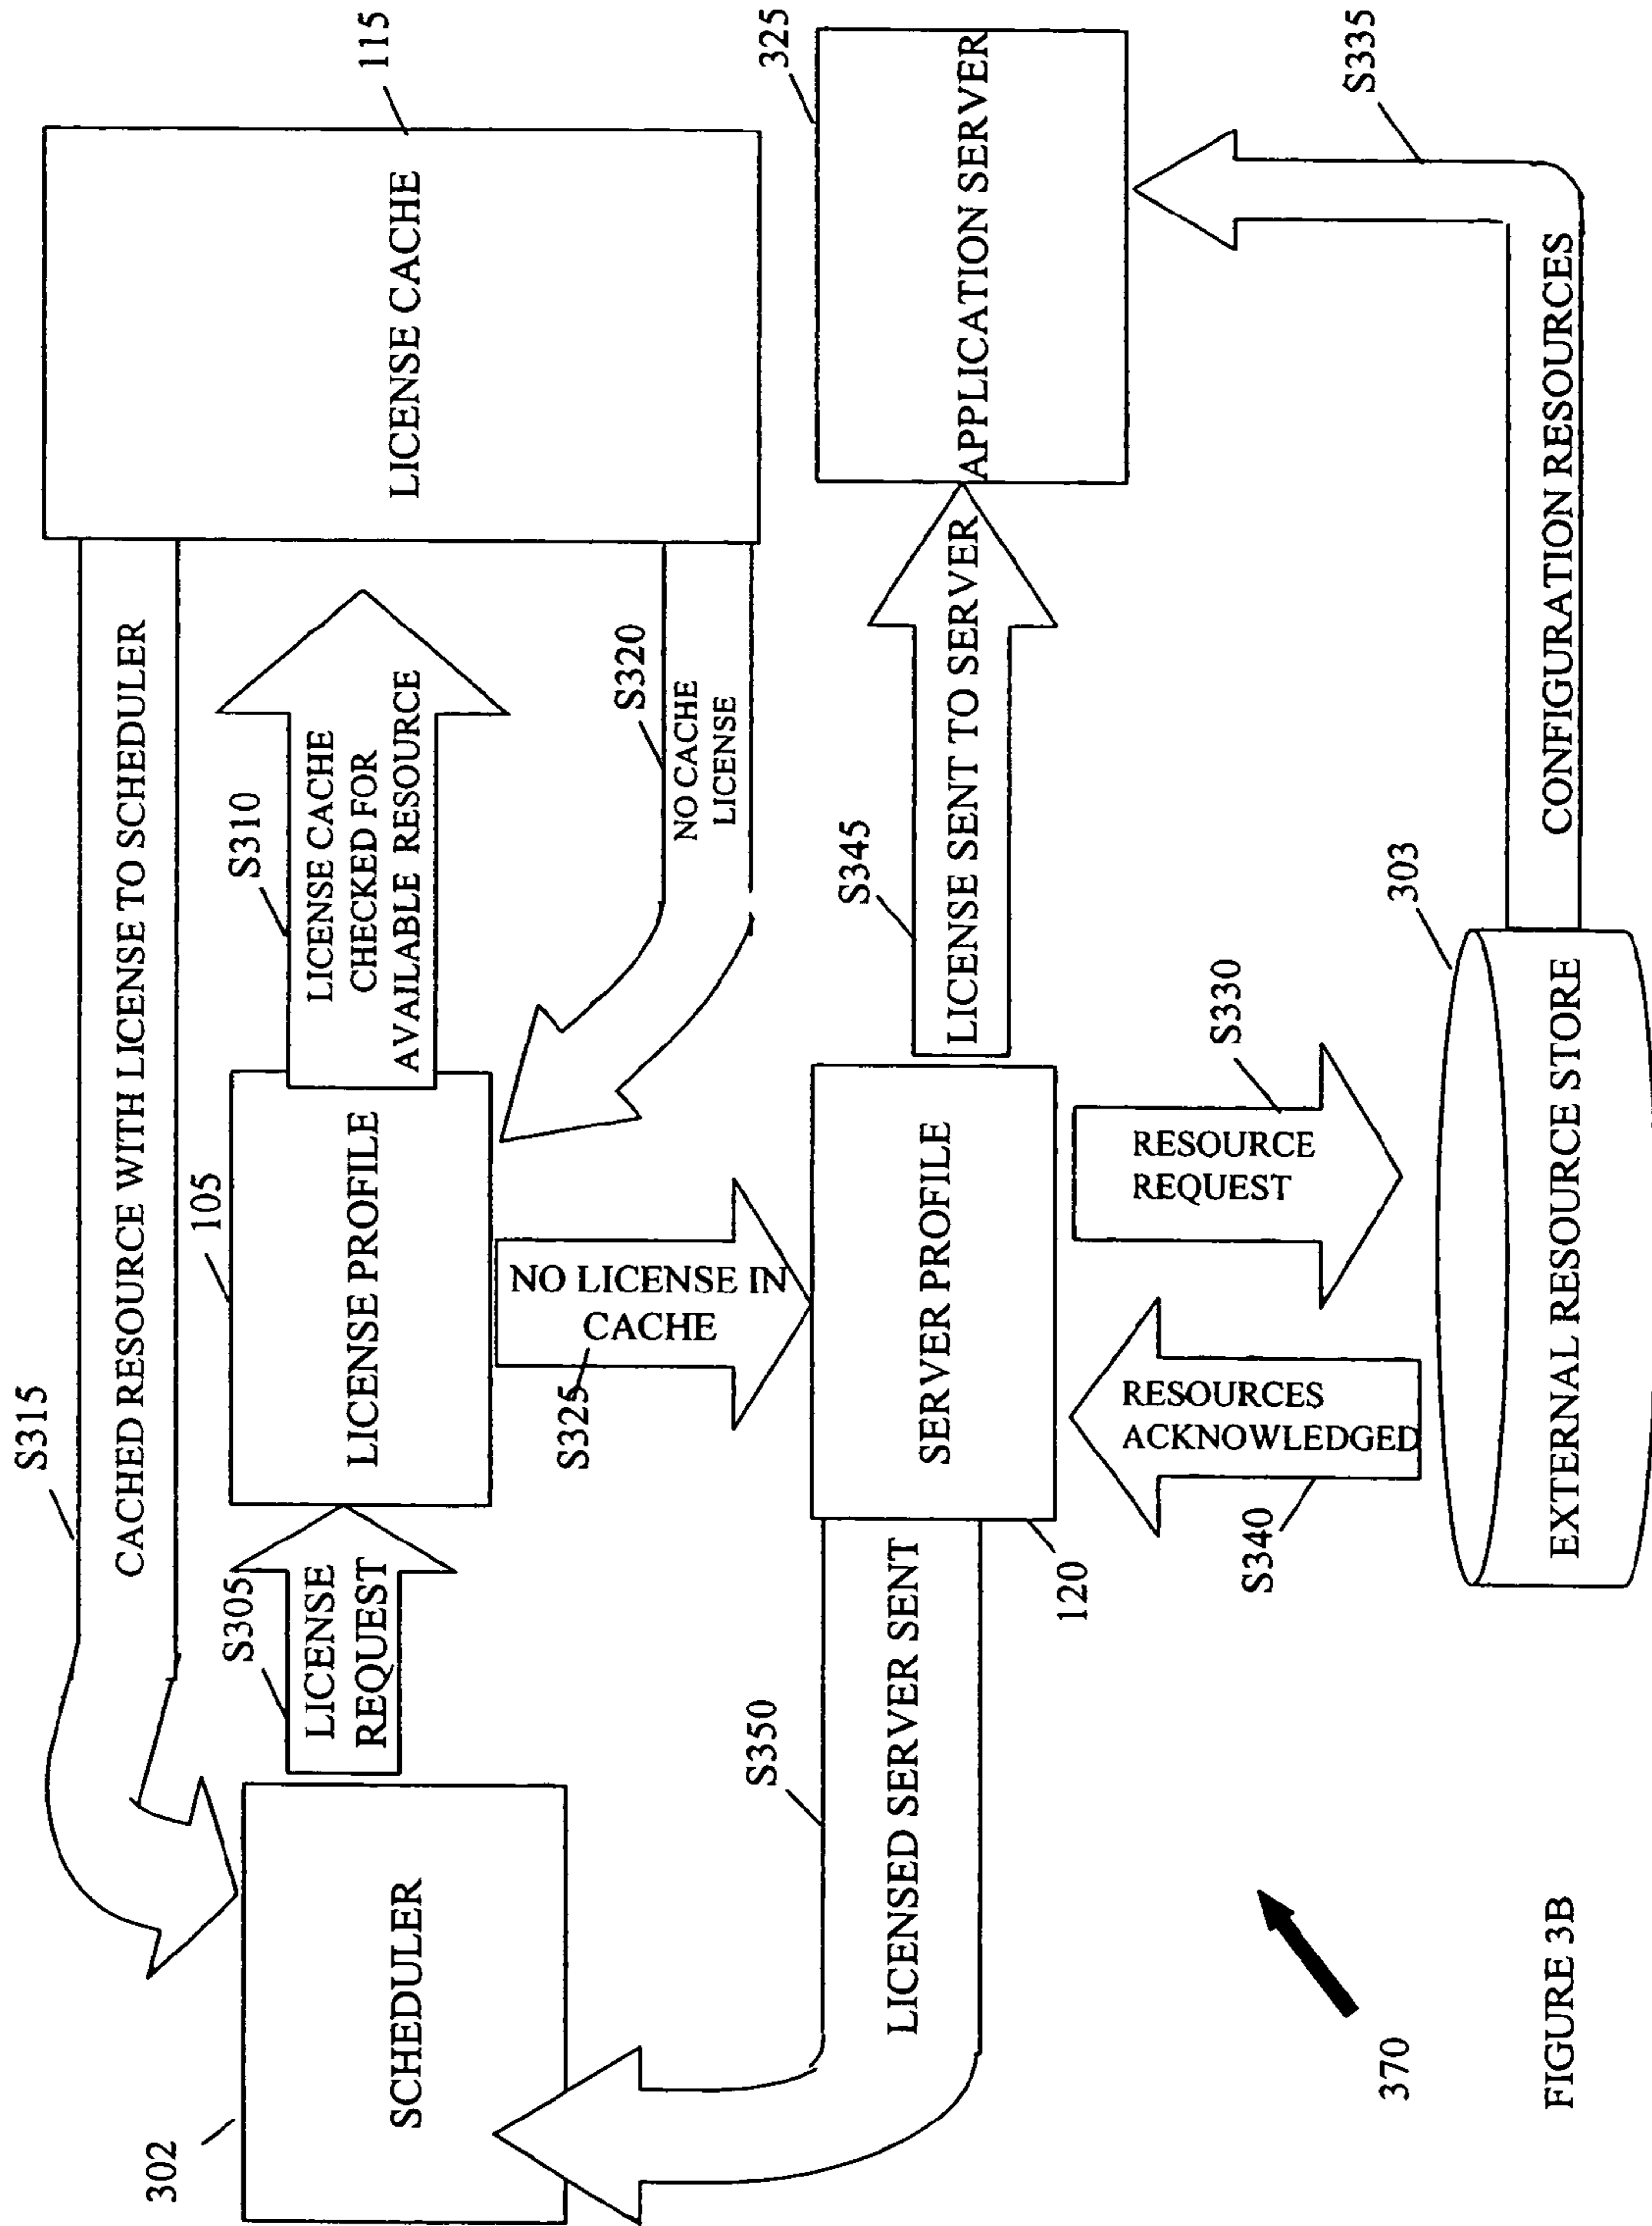 S315
CACHED RESOURCE WITH LICENSE TO SCHEDULER
115
LICENSE CACHE
302
SCHEDULER
S305
LICENSE
REQUEST
105
LICENSE PROFILE
S310
LICENSE CACHE
CHECKED FOR
AVAILABLE RESOURCE
S320
NO CACHE
LICENSE
S325
NO LICENSE IN
CACHE
S350
LICENSED SERVER SENT
120
SERVER PROFILE
S345
LICENSE SENT TO SERVER
325
APPLICATION SERVER
S340
RESOURCES
ACKNOWLEDGED
S330
RESOURCE
REQUEST
303
EXTERNAL RESOURCE STORE
CONFIGURATION RESOURCES
S335
370
FIGURE 3B